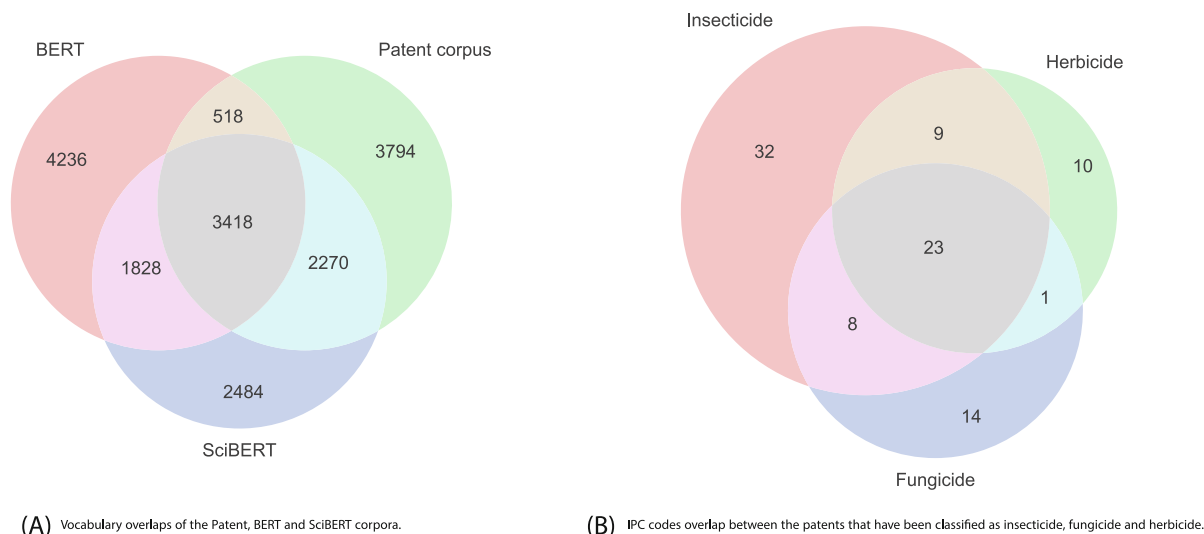 BERT
Patent corpus
518
4236
3794
3418
1828
2270
2484
SciBERT
(A) Vocabulary overlaps of the Patent, BERT and SciBERT corpora.
Insecticide
Herbicide
9
32
10
23
1
8
14
Fungicide
(B) IPC codes overlap between the patents that have been classified as insecticide, fungicide and herbicide.